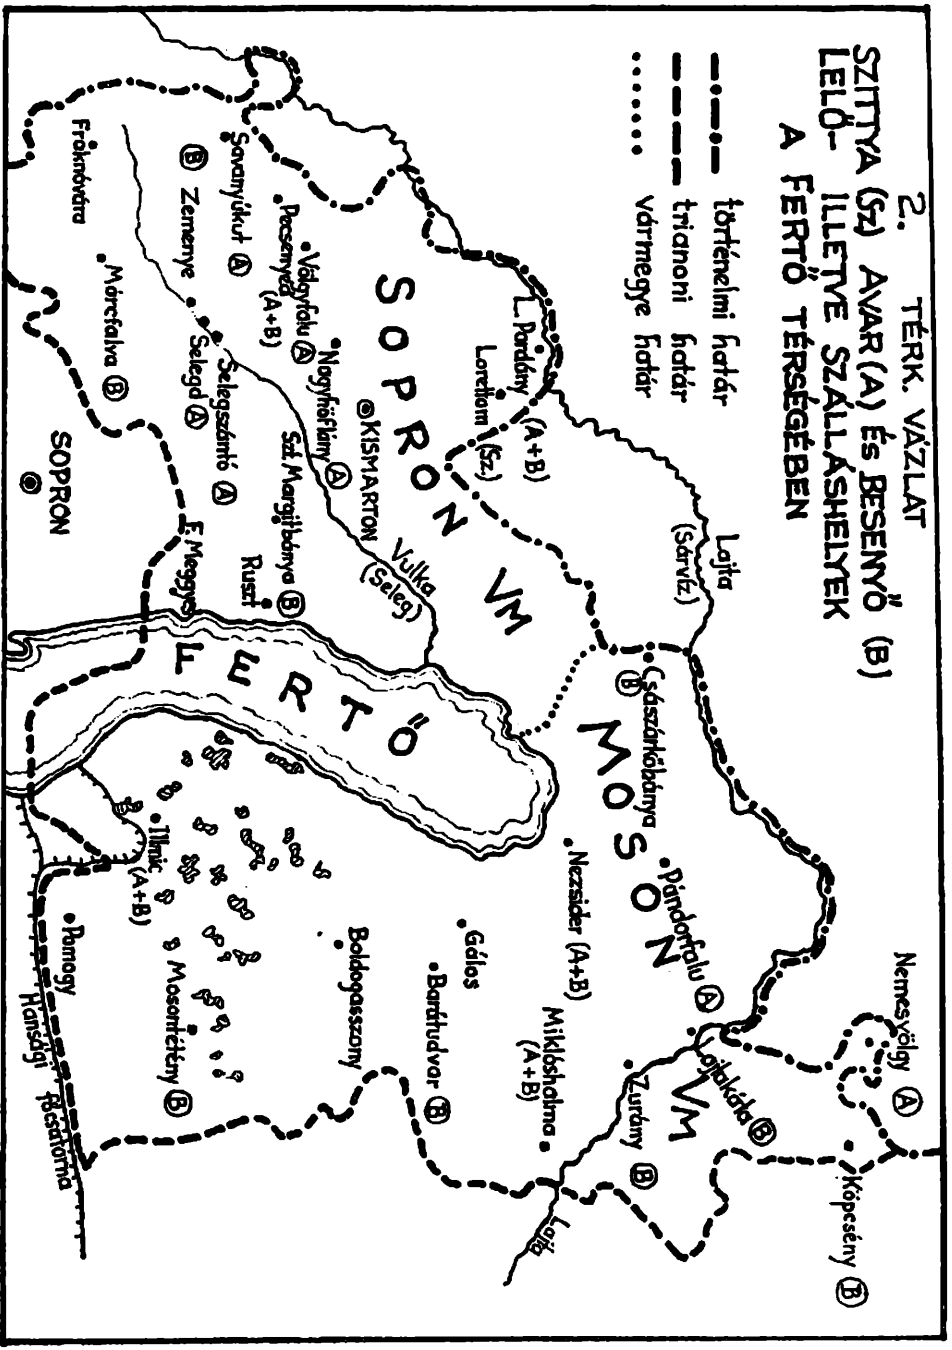 2. TÉRK. VÁZLAT
SZITTYA (Sz) AVAR (A) ÉS BESENYŐ (B)
LELŐ- ILLETVE SZÁLLÁSHELYEK
A FERTŐ TÉRSÉGÉBEN
történelmi határ
trianoni határ
vármegye határ
Lajta
(Sárvíz)
L. Pordány
(A+B)
Lorettom (Sz.)
SOPRON VM
MOSON VM
FERTŐ
Császárkőbánya
(B)
Pándorfalu (A)
Nemesvölgy (A)
Köpcsény (B)
Lajtakáta (B)
Zurány (B)
Lajta
Nezsider (A+B)
Miklóshalma
(A+B)
Gálos
Barátudvar (B)
Boldogasszony
Mosontétény (B)
Illmic
(A+B)
Pomogy
Hansági főcsatorna
Vulka
(Seleg)
KISMARTON
Nagyhöflány (A)
Völgyfalu (A)
Pecsenyéd
(A+B)
Savanyúkut (A)
(B) Zemenye
Selegd (A)
Selegszántó (A)
Szt. Margitbánya (B)
Ruszt
F. Meggyes
Fraknóvára
Márcfalva (B)
SOPRON